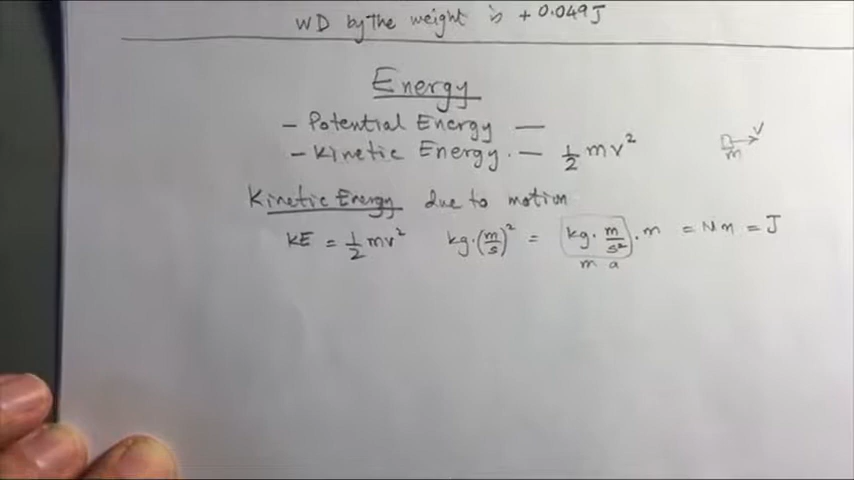 WD by the weight is + 0.049 J
Energy
- Potential Energy —
- Kinetic Energy. — 1/2 mv²
m v
Kinetic Energy due to motion
KE = 1/2 mv² kg·(m/s)² = kg·m/s² · m = Nm = J
m a